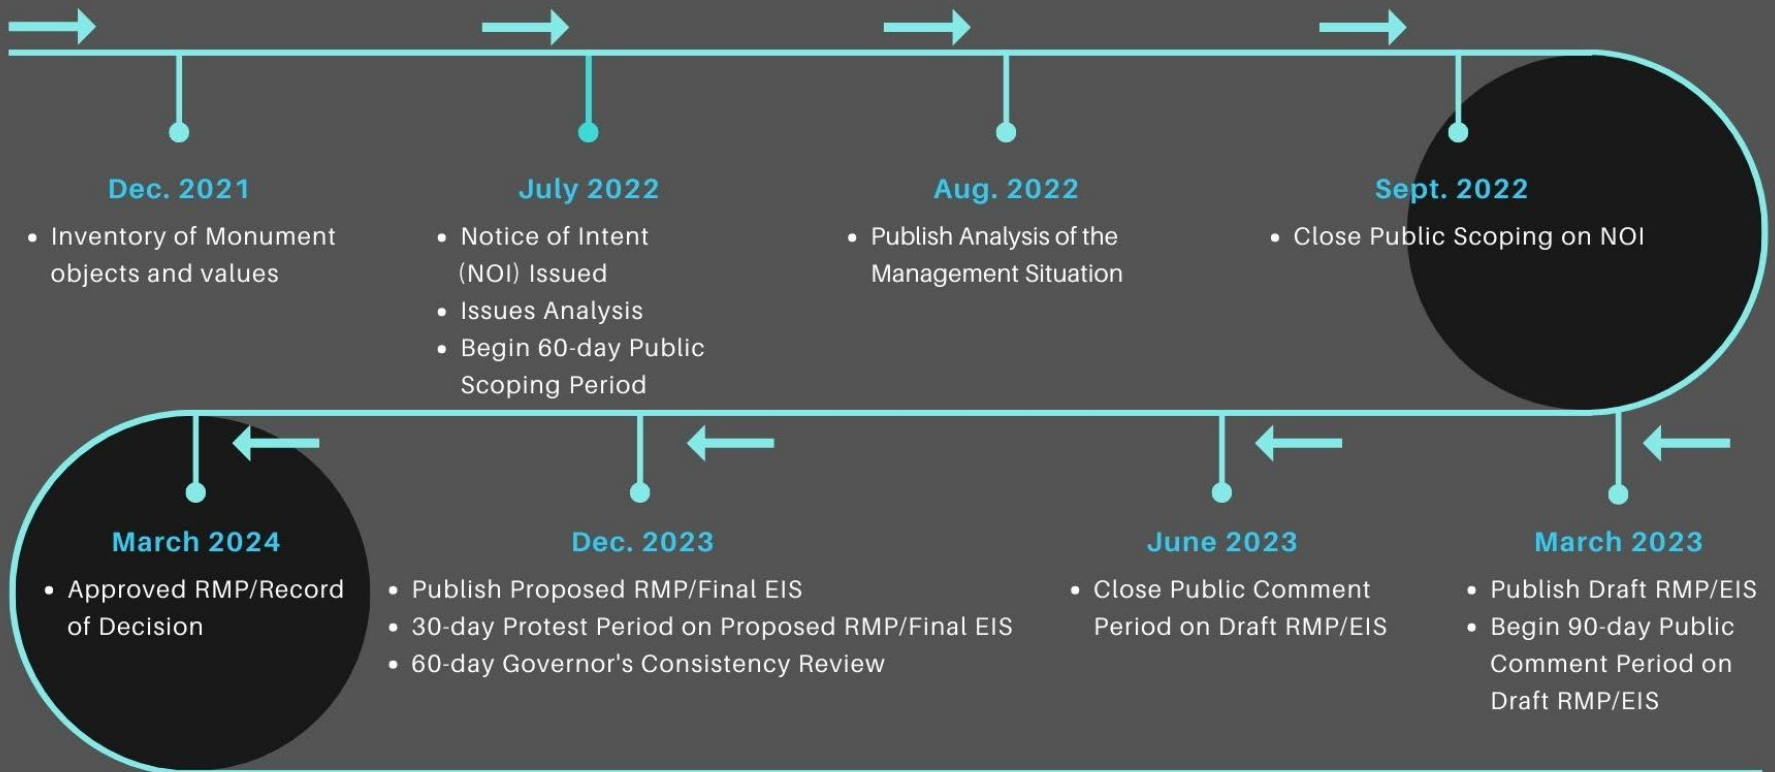 Dec. 2021
• Inventory of Monument
objects and values
July 2022
• Notice of Intent
(NOI) Issued
• Issues Analysis
• Begin 60-day Public
Scoping Period
Aug. 2022
• Publish Analysis of the
Management Situation
Sept. 2022
• Close Public Scoping on NOI
March 2023
• Publish Draft RMP/EIS
• Begin 90-day Public
Comment Period on
Draft RMP/EIS
June 2023
• Close Public Comment
Period on Draft RMP/EIS
Dec. 2023
• Publish Proposed RMP/Final EIS
• 30-day Protest Period on Proposed RMP/Final EIS
• 60-day Governor's Consistency Review
March 2024
• Approved RMP/Record
of Decision